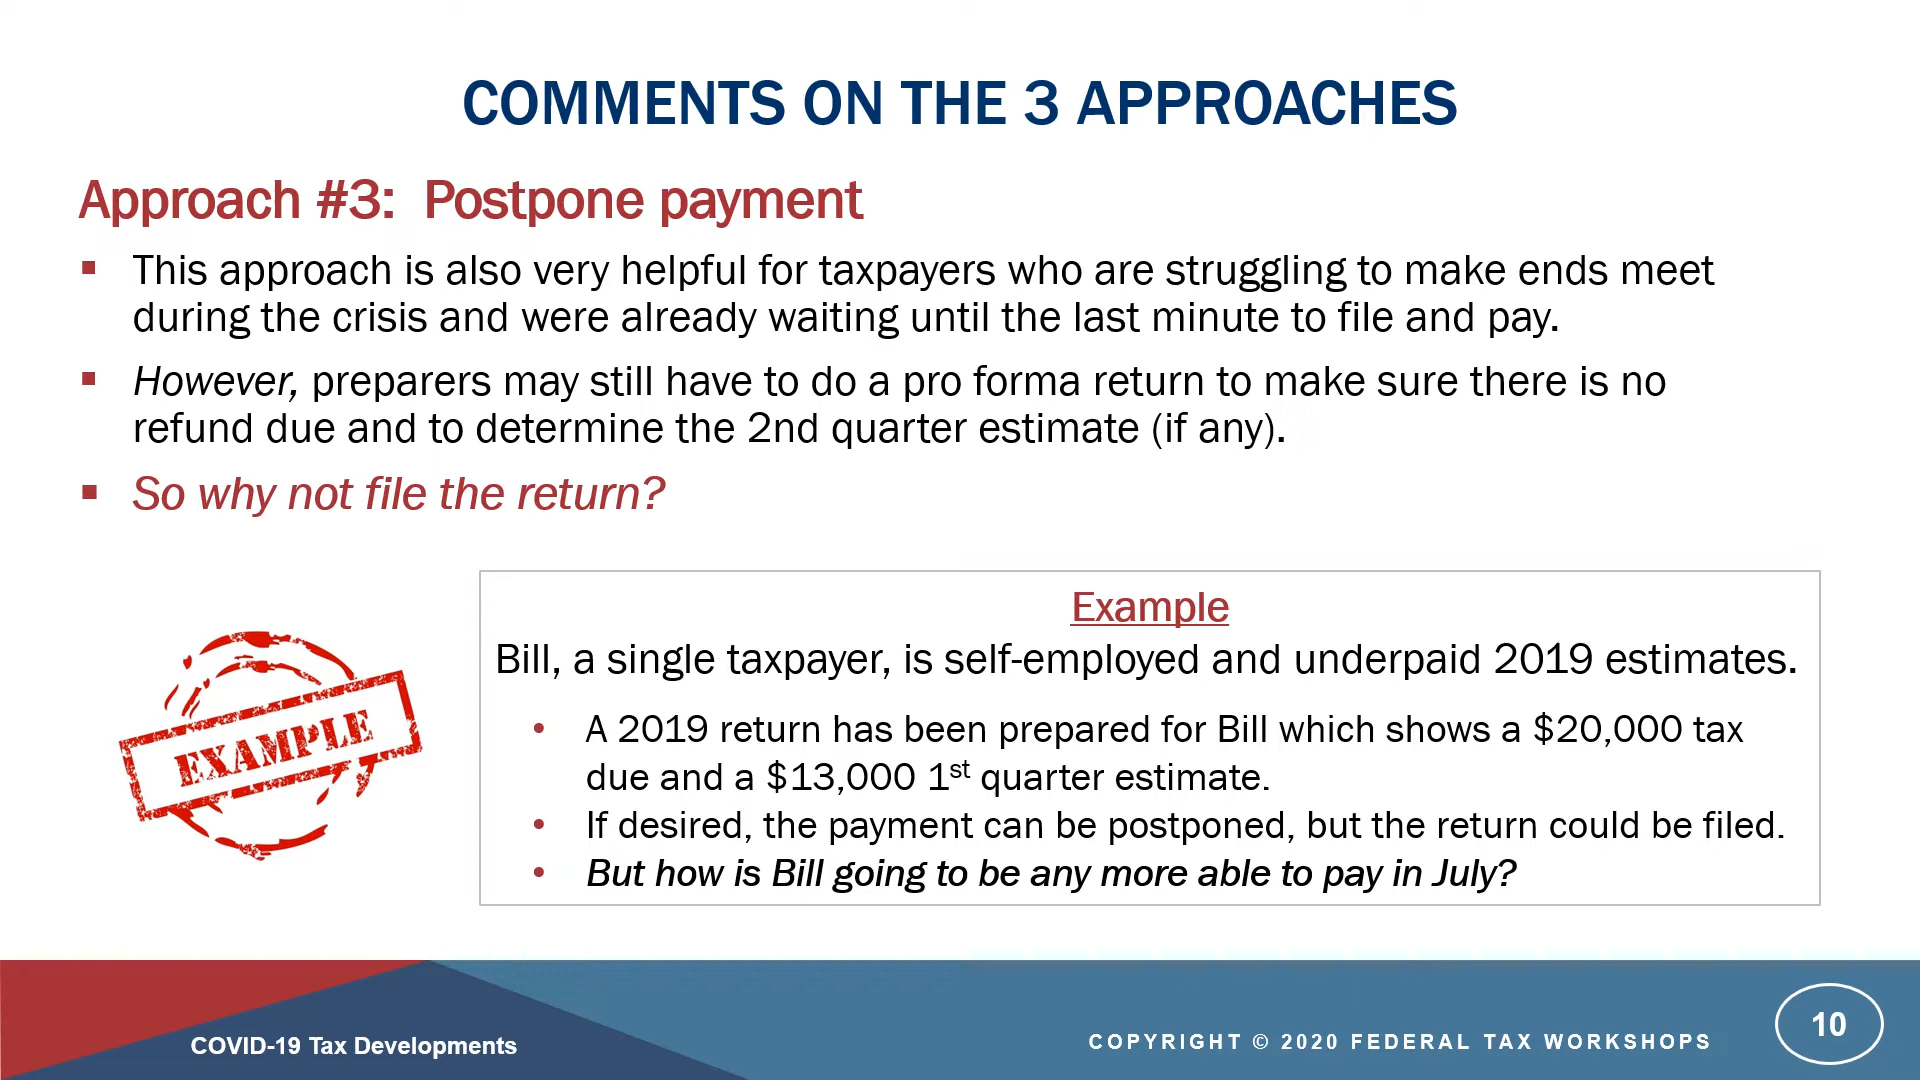 COMMENTS ON THE 3 APPROACHES
Approach #3: Postpone payment
This approach is also very helpful for taxpayers who are struggling to make ends meet
during the crisis and were already waiting until the last minute to file and pay.
However, preparers may still have to do a pro forma return to make sure there is no
refund due and to determine the 2nd quarter estimate (if any).
So why not file the return?
EXAMPLE
Example
Bill, a single taxpayer, is self-employed and underpaid 2019 estimates.
• A 2019 return has been prepared for Bill which shows a $20,000 tax
due and a $13,000 1st quarter estimate.
• If desired, the payment can be postponed, but the return could be filed.
• But how is Bill going to be any more able to pay in July?
COVID-19 Tax Developments
COPYRIGHT © 2020 FEDERAL TAX WORKSHOPS
10